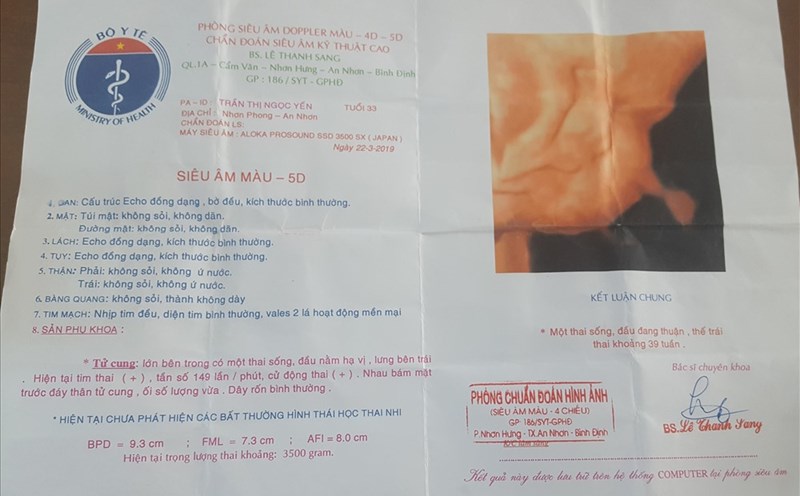 BỘ Y TẾ
MINISTRY OF HEALTH
PHÒNG SIÊU ÂM DOPPLER MÀU – 4D – 5D
CHẨN ĐOÁN SIÊU ÂM KỸ THUẬT CAO
BS. LÊ THANH SANG
QL.1A – Cẩm Văn – Nhơn Hưng – An Nhơn – Bình Định
GP : 186 / SYT - GPHĐ
PA – ID : TRẦN THỊ NGỌC YẾN TUỔI 33
ĐỊA CHỈ : Nhơn Phong – An Nhơn
CHẨN ĐOÁN LS:
MÁY SIÊU ÂM : ALOKA PROSOUND SSD 3500 SX ( JAPAN )
Ngày 22-3-2019
SIÊU ÂM MÀU – 5D
1. GAN: Cấu trúc Echo đồng dạng , bờ đều, kích thước bình thường.
2. MẬT: Túi mật: không sỏi, không dãn.
Đường mật: không sỏi, không dãn.
3. LÁCH: Echo đồng dạng, kích thước bình thường.
4. TỤY: Echo đồng dạng, kích thước bình thường.
5. THẬN: Phải: không sỏi, không ứ nước.
Trái: không sỏi, không ứ nước.
6. BÀNG QUANG: không sỏi, thành không dày
7. TIM MẠCH: Nhịp tim đều, diện tim bình thường, vales 2 lá hoạt động mềm mại
8. SẢN PHỤ KHOA :
* Tử cung: lớn bên trong có một thai sống, đầu nằm hạ vị , lưng bên trái
. Hiện tại tim thai ( + ) , tần số 149 lần / phút, cử động thai ( + ) . Nhau bám mặt
trước đáy thân tử cung , ối số lượng vừa . Dây rốn bình thường .
* HIỆN TẠI CHƯA PHÁT HIỆN CÁC BẤT THƯỜNG HÌNH THÁI HỌC THAI NHI
BPD = 9.3 cm ; FML = 7.3 cm ; AFI = 8.0 cm
Hiện tại trọng lượng thai khoảng: 3500 gram.
KẾT LUẬN CHUNG
* Một thai sống, đầu đang thuận , thể trái
thai khoảng 39 tuần .
Bác sĩ chuyên khoa
PHÒNG CHUẨN ĐOÁN HÌNH ẢNH
(SIÊU ÂM MÀU - 4 CHIỀU)
GP 186/SYT-GPHĐ
P.Nhơn Hưng - TX.An Nhơn - Bình Định
BS.Lê Thanh Sang
Kết quả này được lưu trữ trên hệ thống COMPUTER tại phòng siêu âm